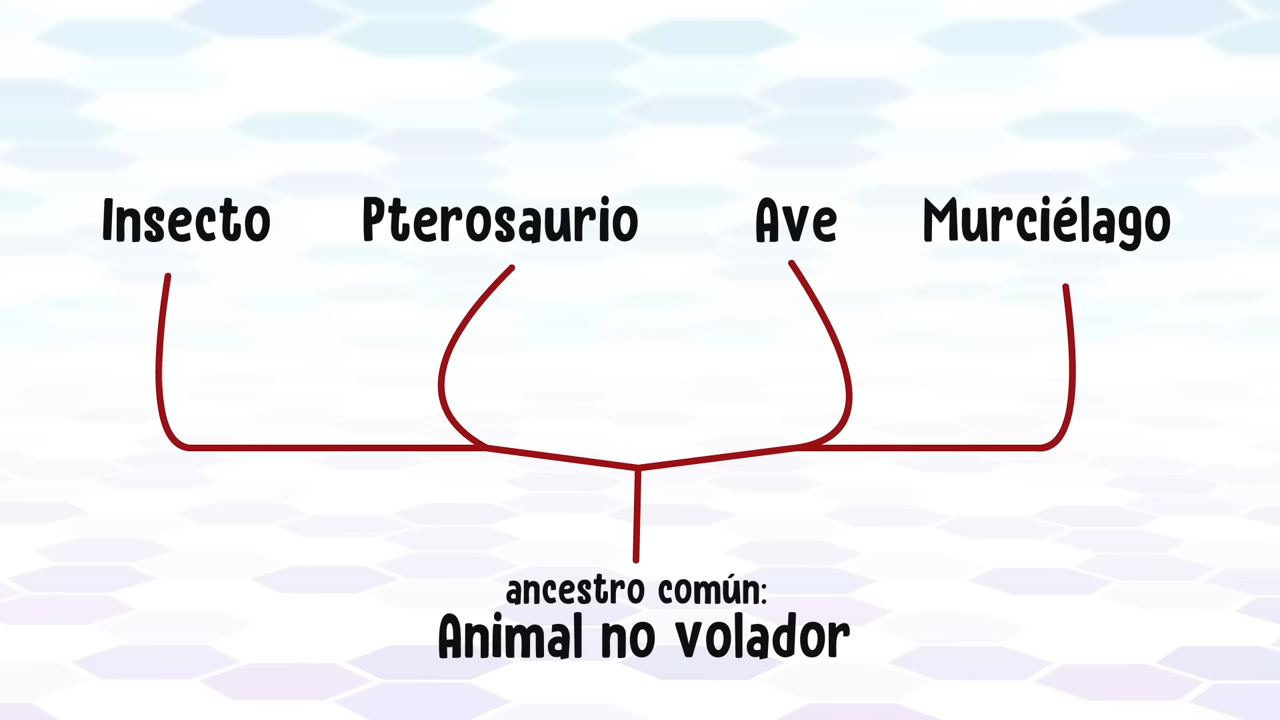 Insecto Pterosaurio Ave Murciélago
ancestro común:
Animal no volador